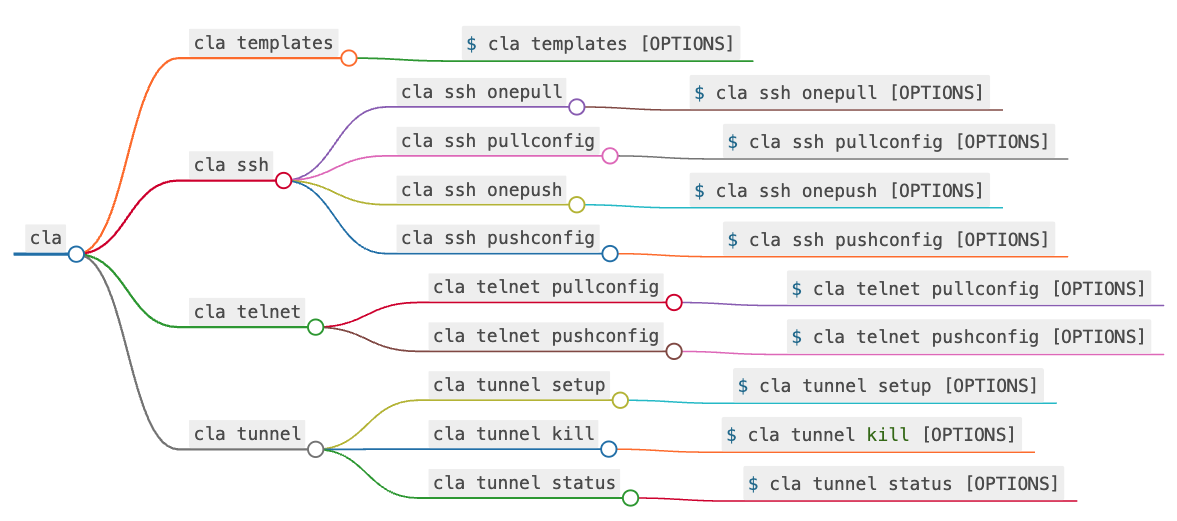 cla templates
$ cla templates [OPTIONS]
cla ssh onepull
$ cla ssh onepull [OPTIONS]
cla ssh pullconfig
$ cla ssh pullconfig [OPTIONS]
cla ssh
cla ssh onepush
$ cla ssh onepush [OPTIONS]
cla
cla ssh pushconfig
$ cla ssh pushconfig [OPTIONS]
cla telnet pullconfig
$ cla telnet pullconfig [OPTIONS]
cla telnet
cla telnet pushconfig
$ cla telnet pushconfig [OPTIONS]
cla tunnel setup
$ cla tunnel setup [OPTIONS]
cla tunnel
cla tunnel kill
$ cla tunnel kill [OPTIONS]
cla tunnel status
$ cla tunnel status [OPTIONS]